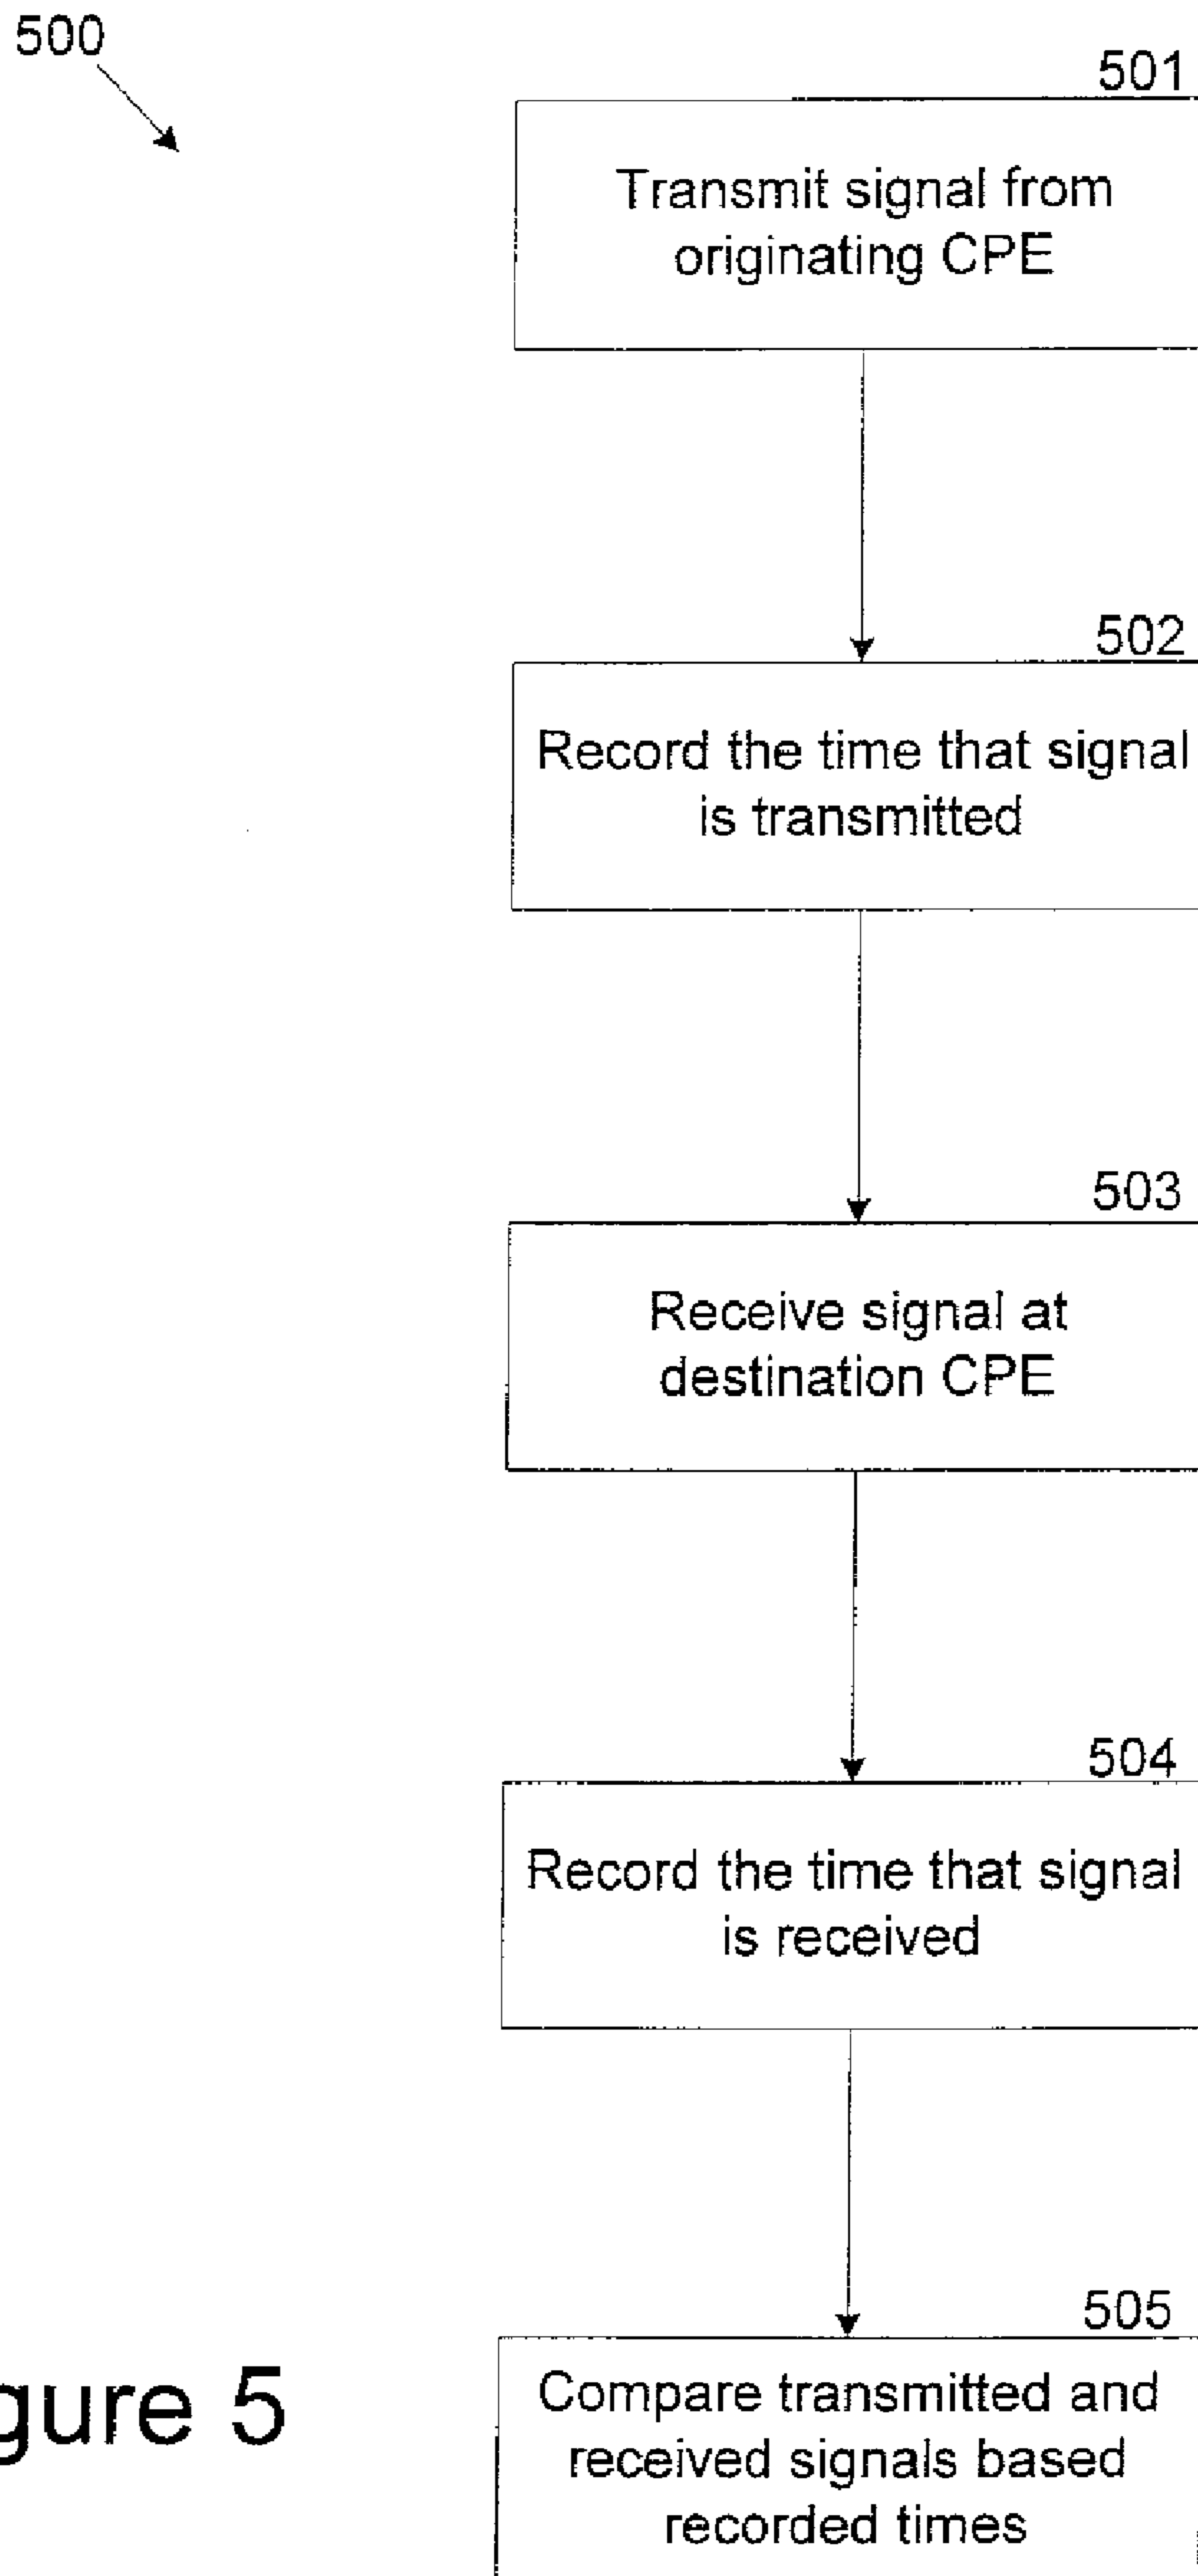 500
501
Transmit signal from
originating CPE
502
Record the time that signal
is transmitted
503
Receive signal at
destination CPE
504
Record the time that signal
is received
505
Compare transmitted and
received signals based
recorded times
gure 5